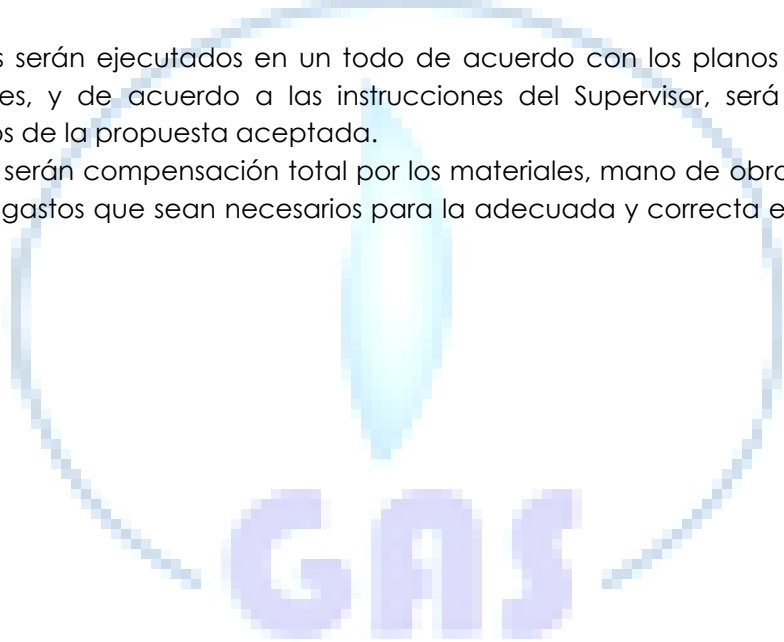 s serán ejecutados en un todo de acuerdo con los planos
es, y de acuerdo a las instrucciones del Supervisor, será
os de la propuesta aceptada.
serán compensación total por los materiales, mano de obra
gastos que sean necesarios para la adecuada y correcta e
GAS